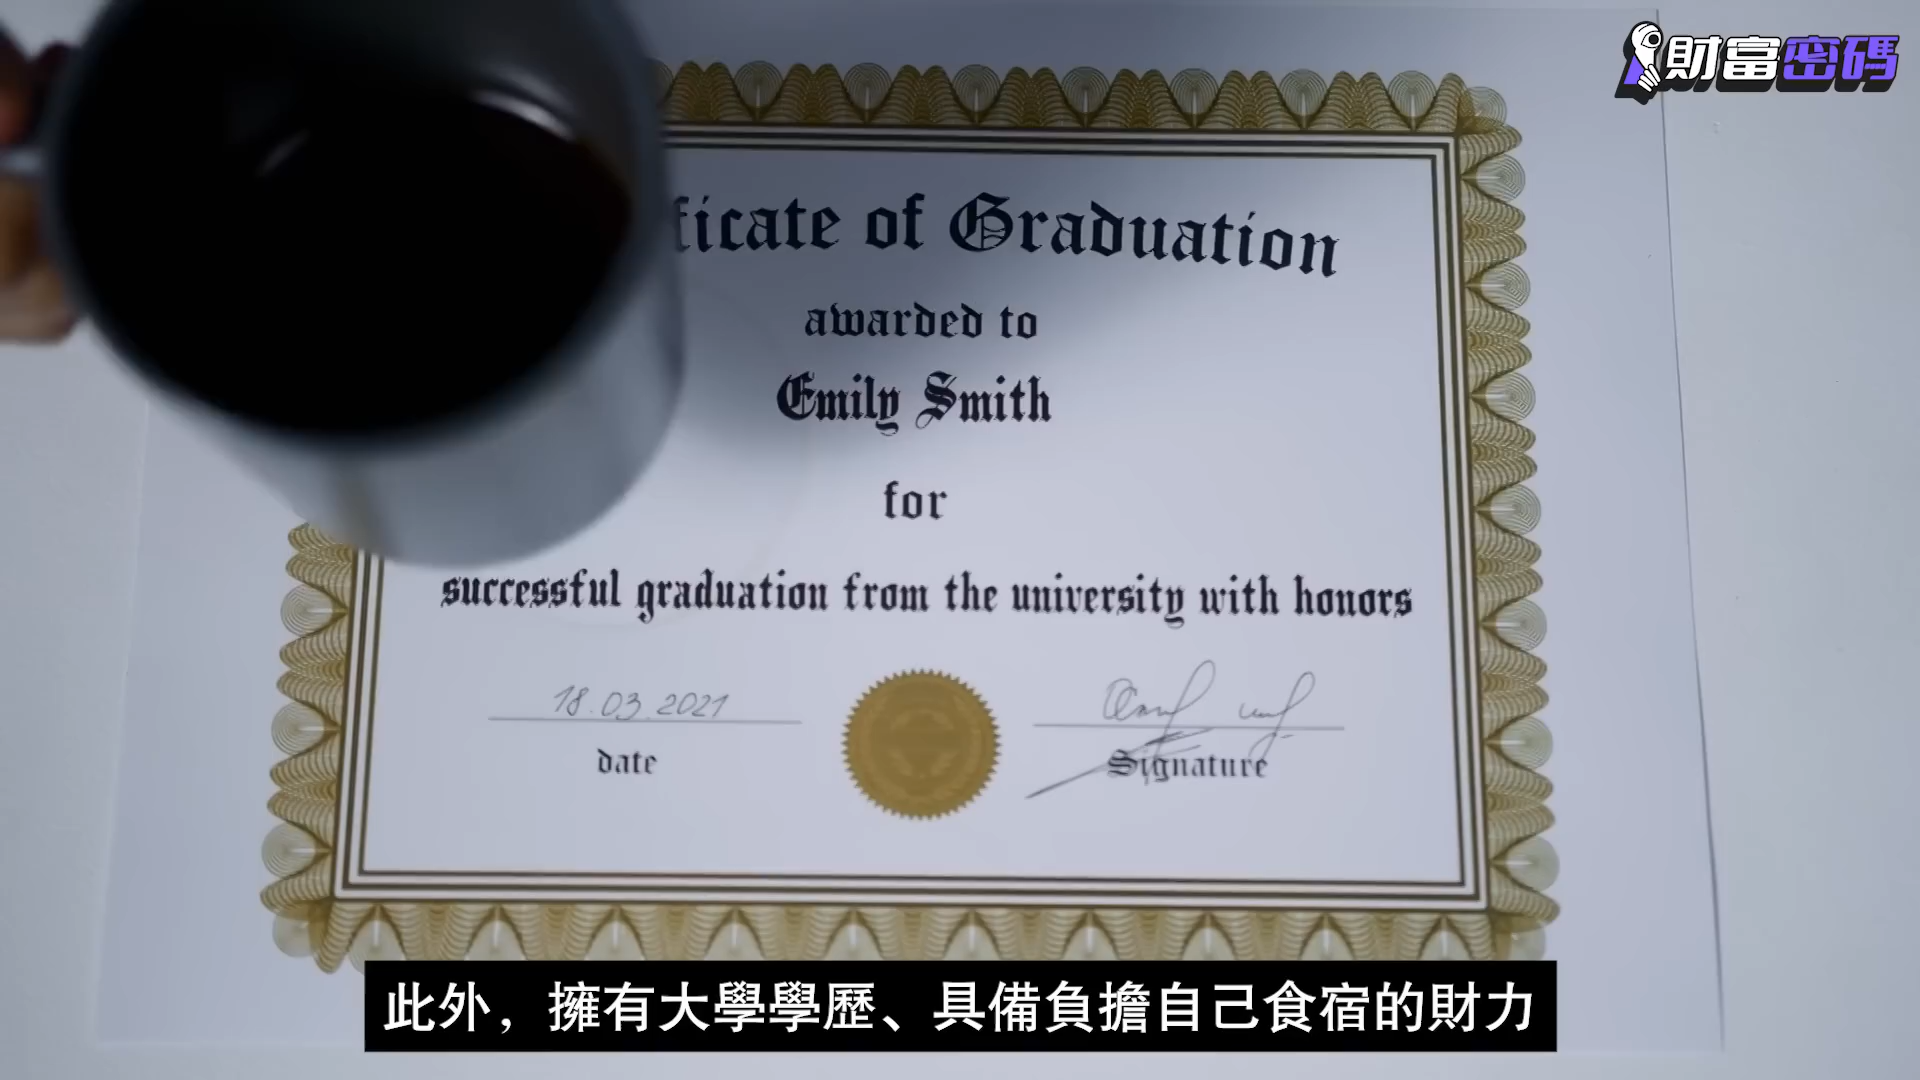 財富密碼
ficate of Graduation
awarded to
Emily Smith
for
successful graduation from the university with honors
18.03.2021
date
Signature
此外，擁有大學學歷、具備負擔自己食宿的財力